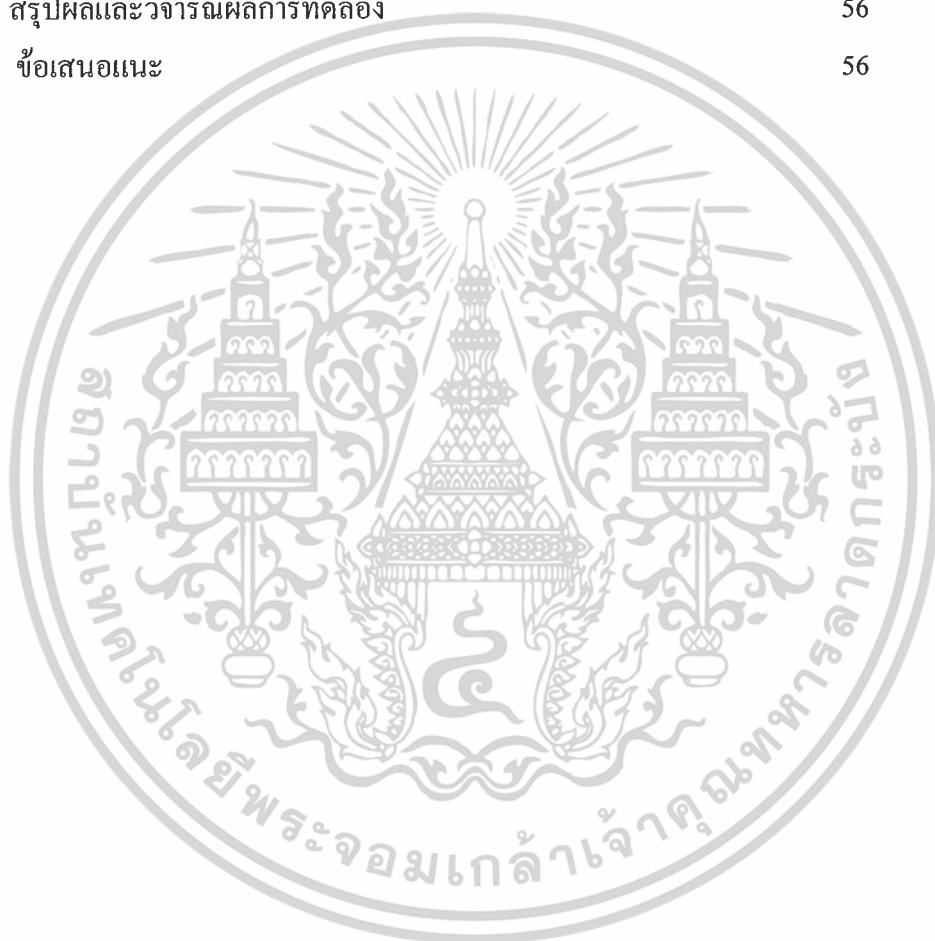 สรุปผลและวิจารณ์ผลการทดลอง 56
ข้อเสนอแนะ 56
สถาบันเทคโนโลยีพระจอมเกล้าเจ้าคุณทหารลาดกระบัง
๔